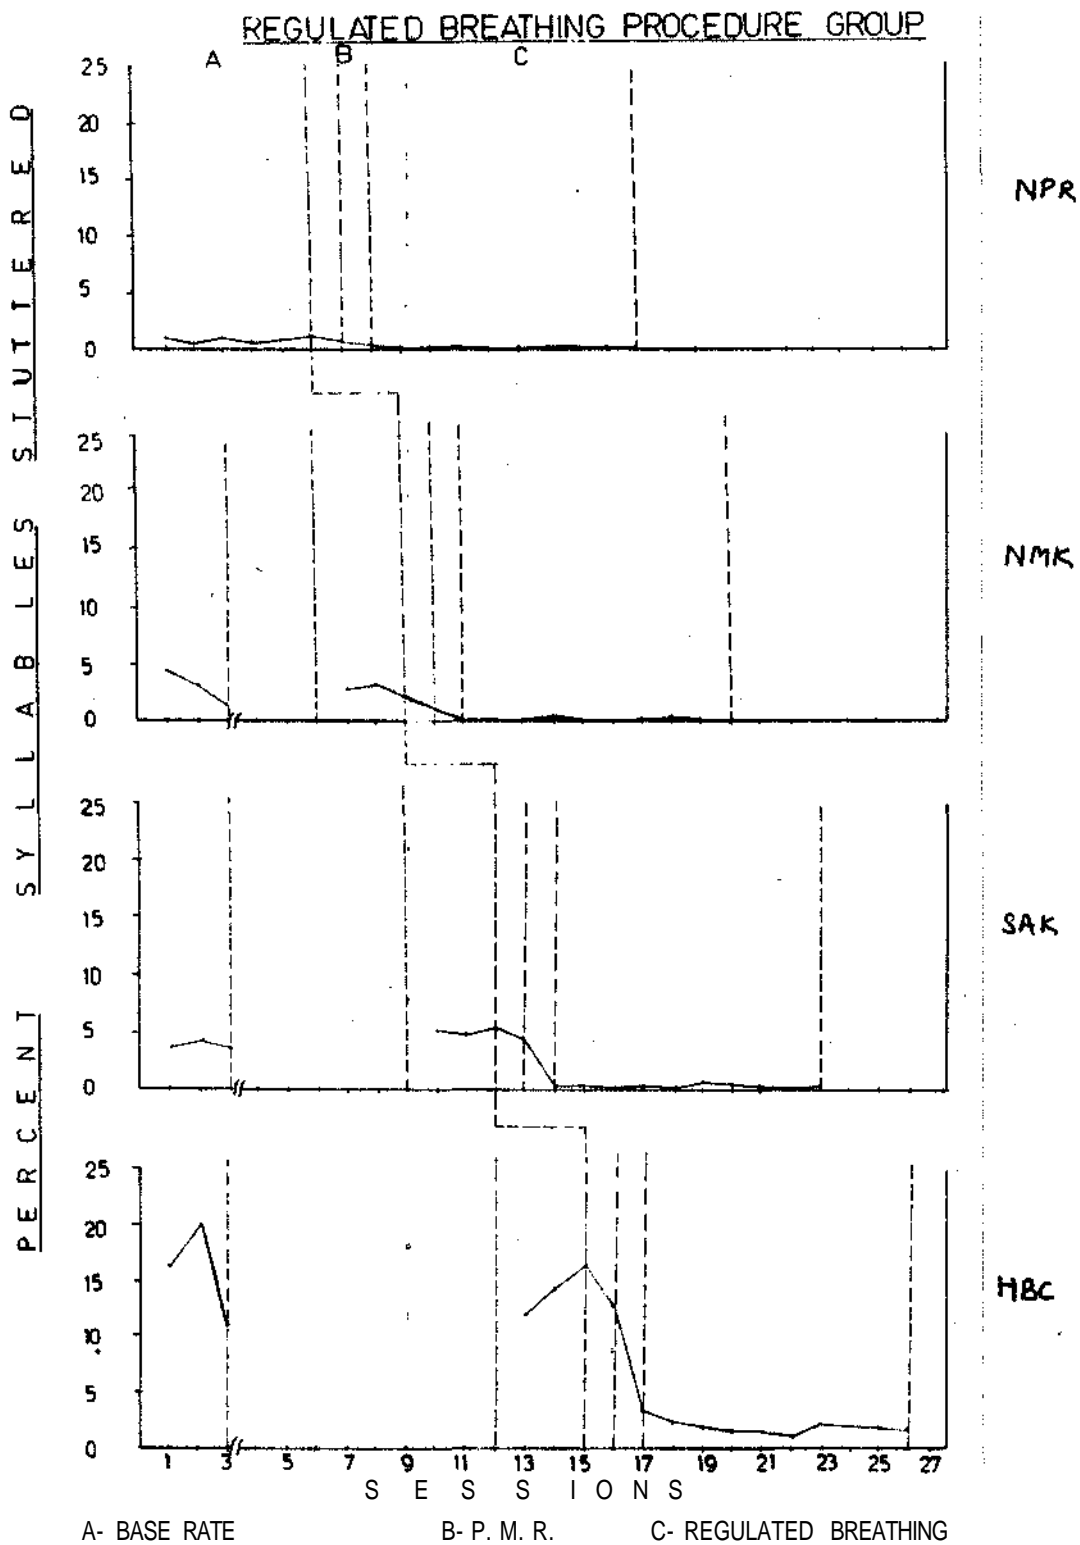 REGULATED BREATHING PROCEDURE GROUP
A B C
PERCENT SYLLABLES STUTTERED
25
20
15
10
5
0
NPR
25
20
15
10
5
0
NMK
25
20
15
10
5
0
SAK
25
20
15
10
5
0
HBC
1 3 5 7 9 11 13 15 17 19 21 23 25 27
SESSIONS
A- BASE RATE B- P. M. R. C- REGULATED BREATHING